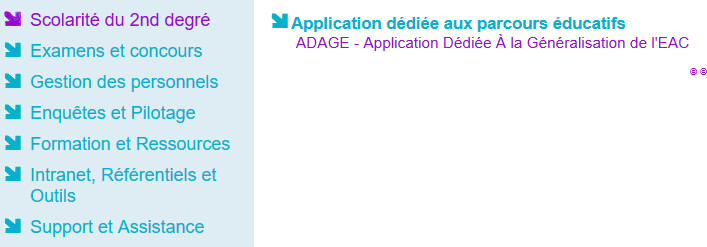 Scolarité du 2nd degré
Examens et concours
Gestion des personnels
Enquêtes et Pilotage
Formation et Ressources
Intranet, Référentiels et
Outils
Support et Assistance
Application dédiée aux parcours éducatifs
ADAGE - Application Dédiée À la Généralisation de l'EAC